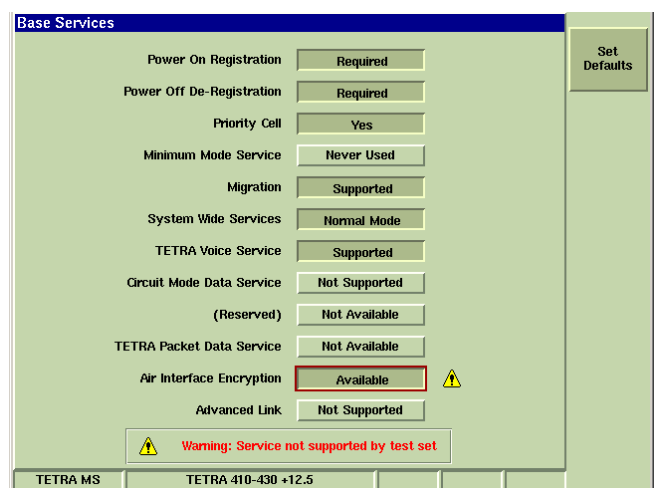 Base Services
Set
Defaults
Power On Registration Required
Power Off De-Registration Required
Priority Cell Yes
Minimum Mode Service Never Used
Migration Supported
System Wide Services Normal Mode
TETRA Voice Service Supported
Circuit Mode Data Service Not Supported
(Reserved) Not Available
TETRA Packet Data Service Not Available
Air Interface Encryption Available
Advanced Link Not Supported
Warning: Service not supported by test set
TETRA MS TETRA 410-430 +12.5